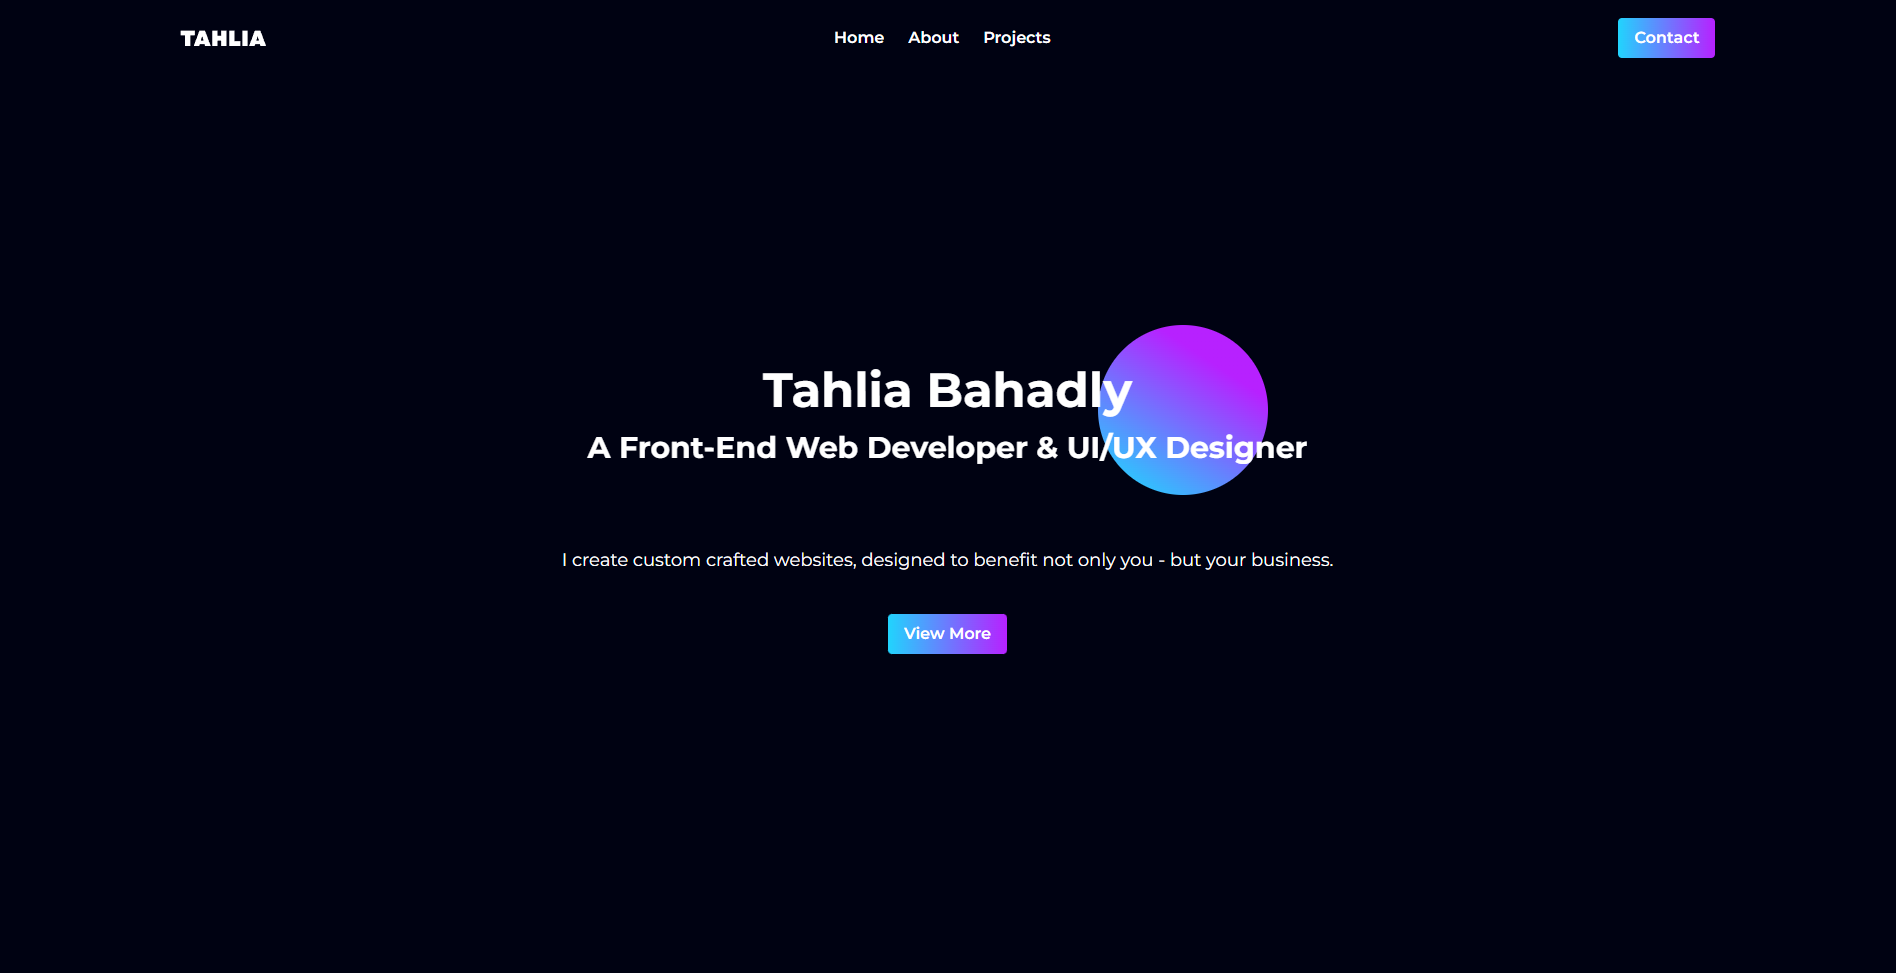 TAHLIA
Home About Projects
Contact
Tahlia Bahadly
A Front-End Web Developer & UI/UX Designer
I create custom crafted websites, designed to benefit not only you - but your business.
View More